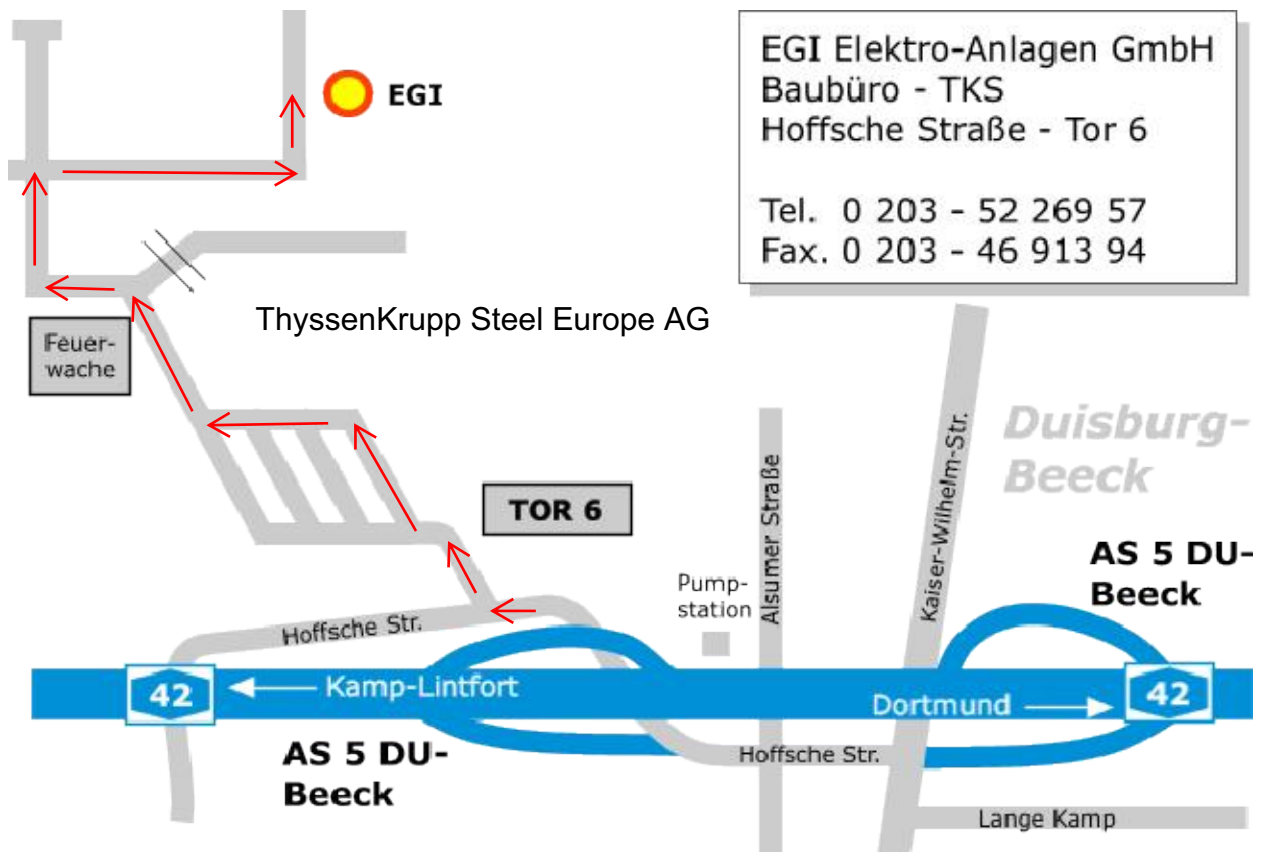 EGI Elektro-Anlagen GmbH
Baubüro - TKS
Hoffsche Straße - Tor 6
Tel. 0 203 - 52 269 57
Fax. 0 203 - 46 913 94
EGI
ThyssenKrupp Steel Europe AG
Feuer-
wache
Duisburg-
Beeck
TOR 6
Alsumer Straße
Kaiser-Wilhelm-Str.
AS 5 DU-
Beeck
Pump-
station
Hoffsche Str.
42
Kamp-Lintfort
Dortmund
42
AS 5 DU-
Beeck
Hoffsche Str.
Lange Kamp